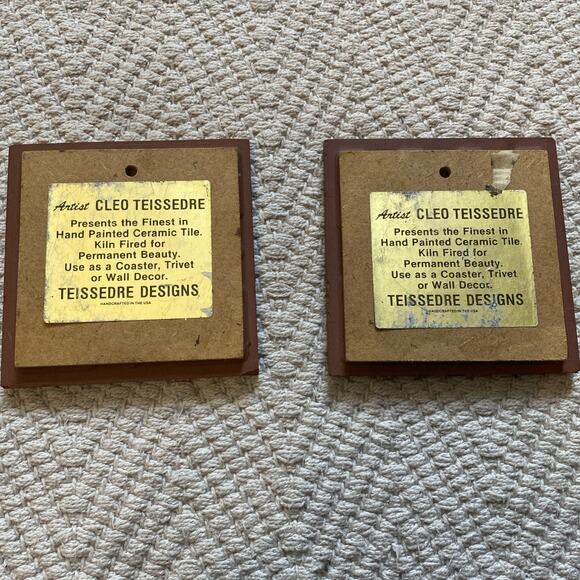 Artist CLEO TEISSEDRE
Presents the Finest in
Hand Painted Ceramic Tile.
Kiln Fired for
Permanent Beauty.
Use as a Coaster, Trivet
or Wall Decor.
TEISSEDRE DESIGNS
HANDCRAFTED IN THE USA
Artist CLEO TEISSEDRE
Presents the Finest in
Hand Painted Ceramic Tile.
Kiln Fired for
Permanent Beauty.
Use as a Coaster, Trivet
or Wall Decor.
TEISSEDRE DESIGNS
HANDCRAFTED IN THE USA